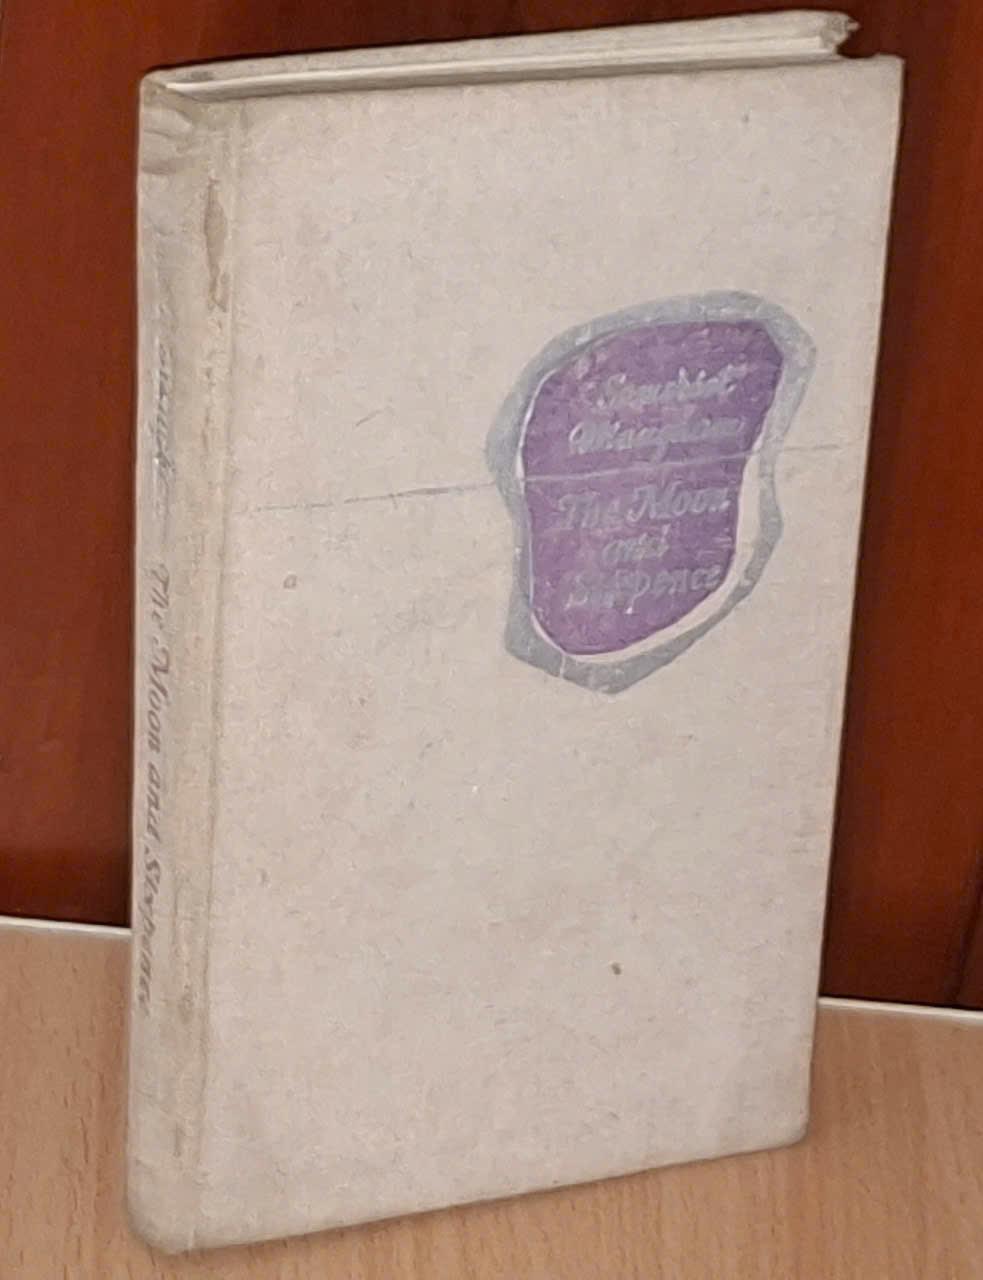 Somerset
Maugham
The Moon
and
Sixpence
The Moon and Sixpence